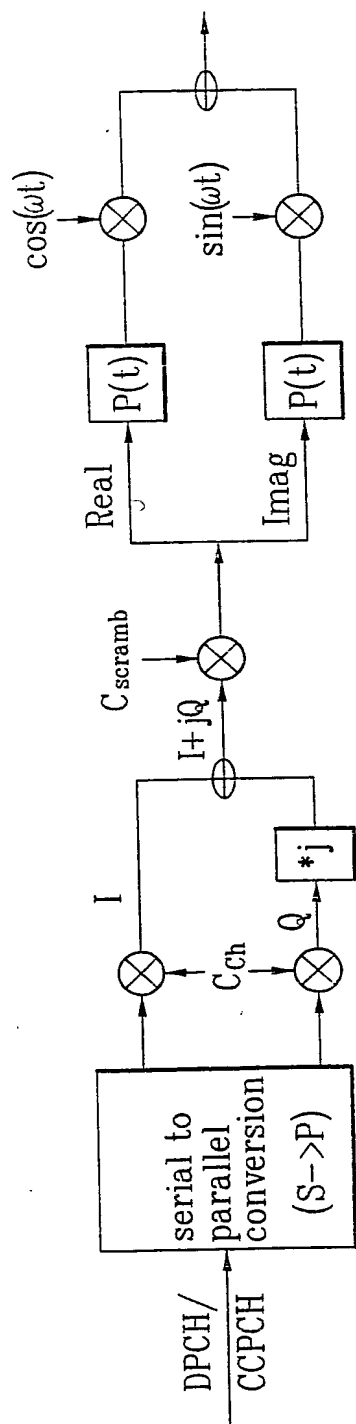 DPCH/
CCPCH
serial to
parallel
conversion
(S->P)
I
C_Ch
Q
*j
I+jQ
C_scramb
Real
Imag
P(t)
P(t)
cos(ωt)
sin(ωt)